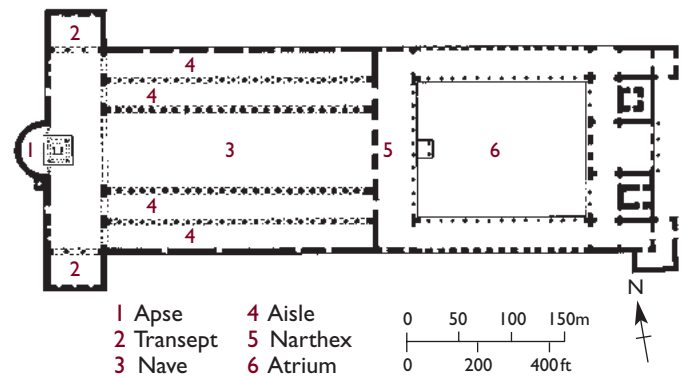 2
4
4
1
3
5
6
4
4
2
1 Apse
2 Transept
3 Nave
4 Aisle
5 Narthex
6 Atrium
0 50 100 150m
0 200 400ft
N